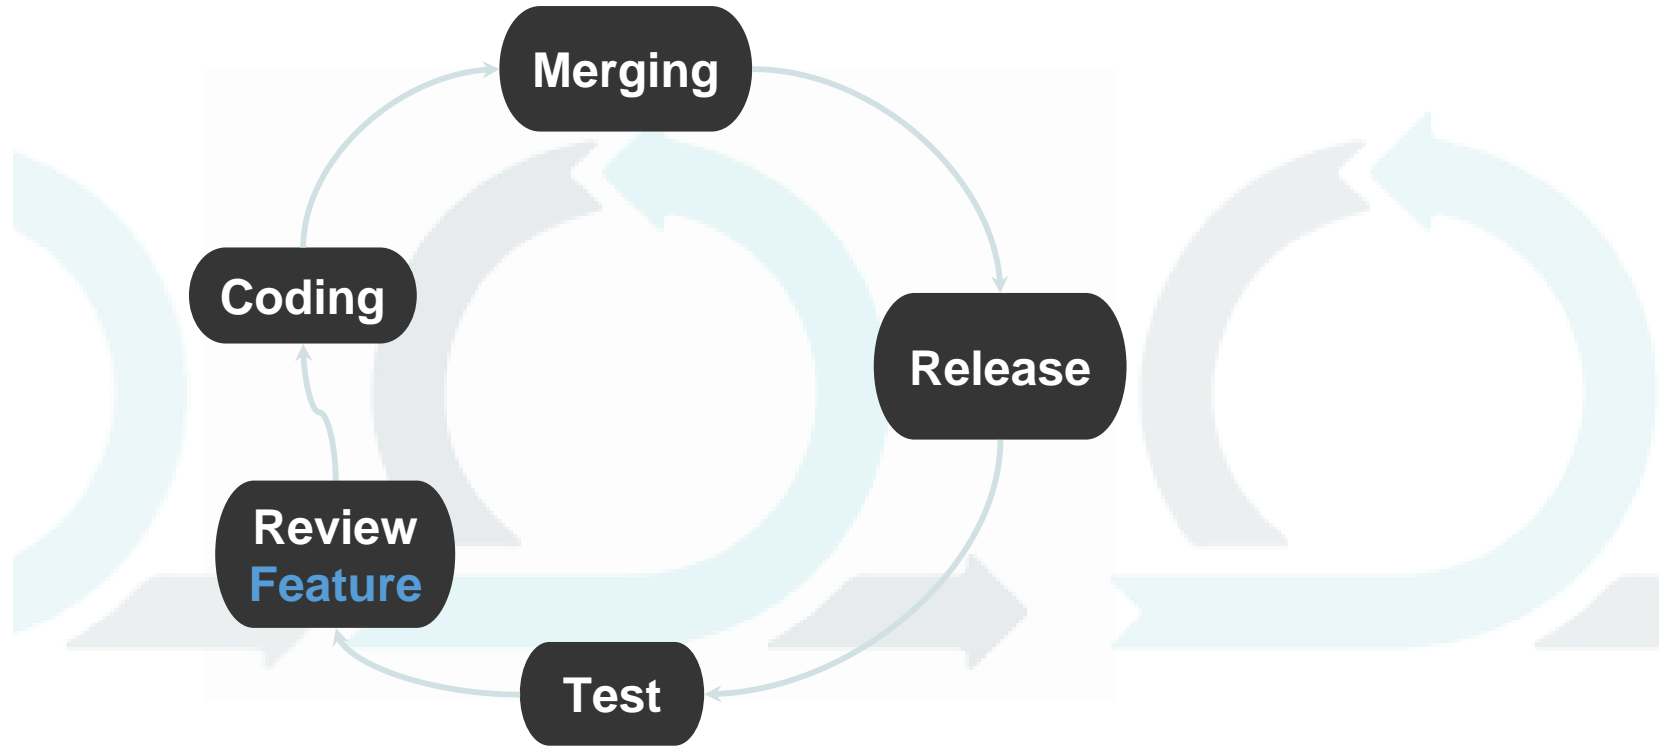 Merging
Coding
Release
Review
Feature
Test